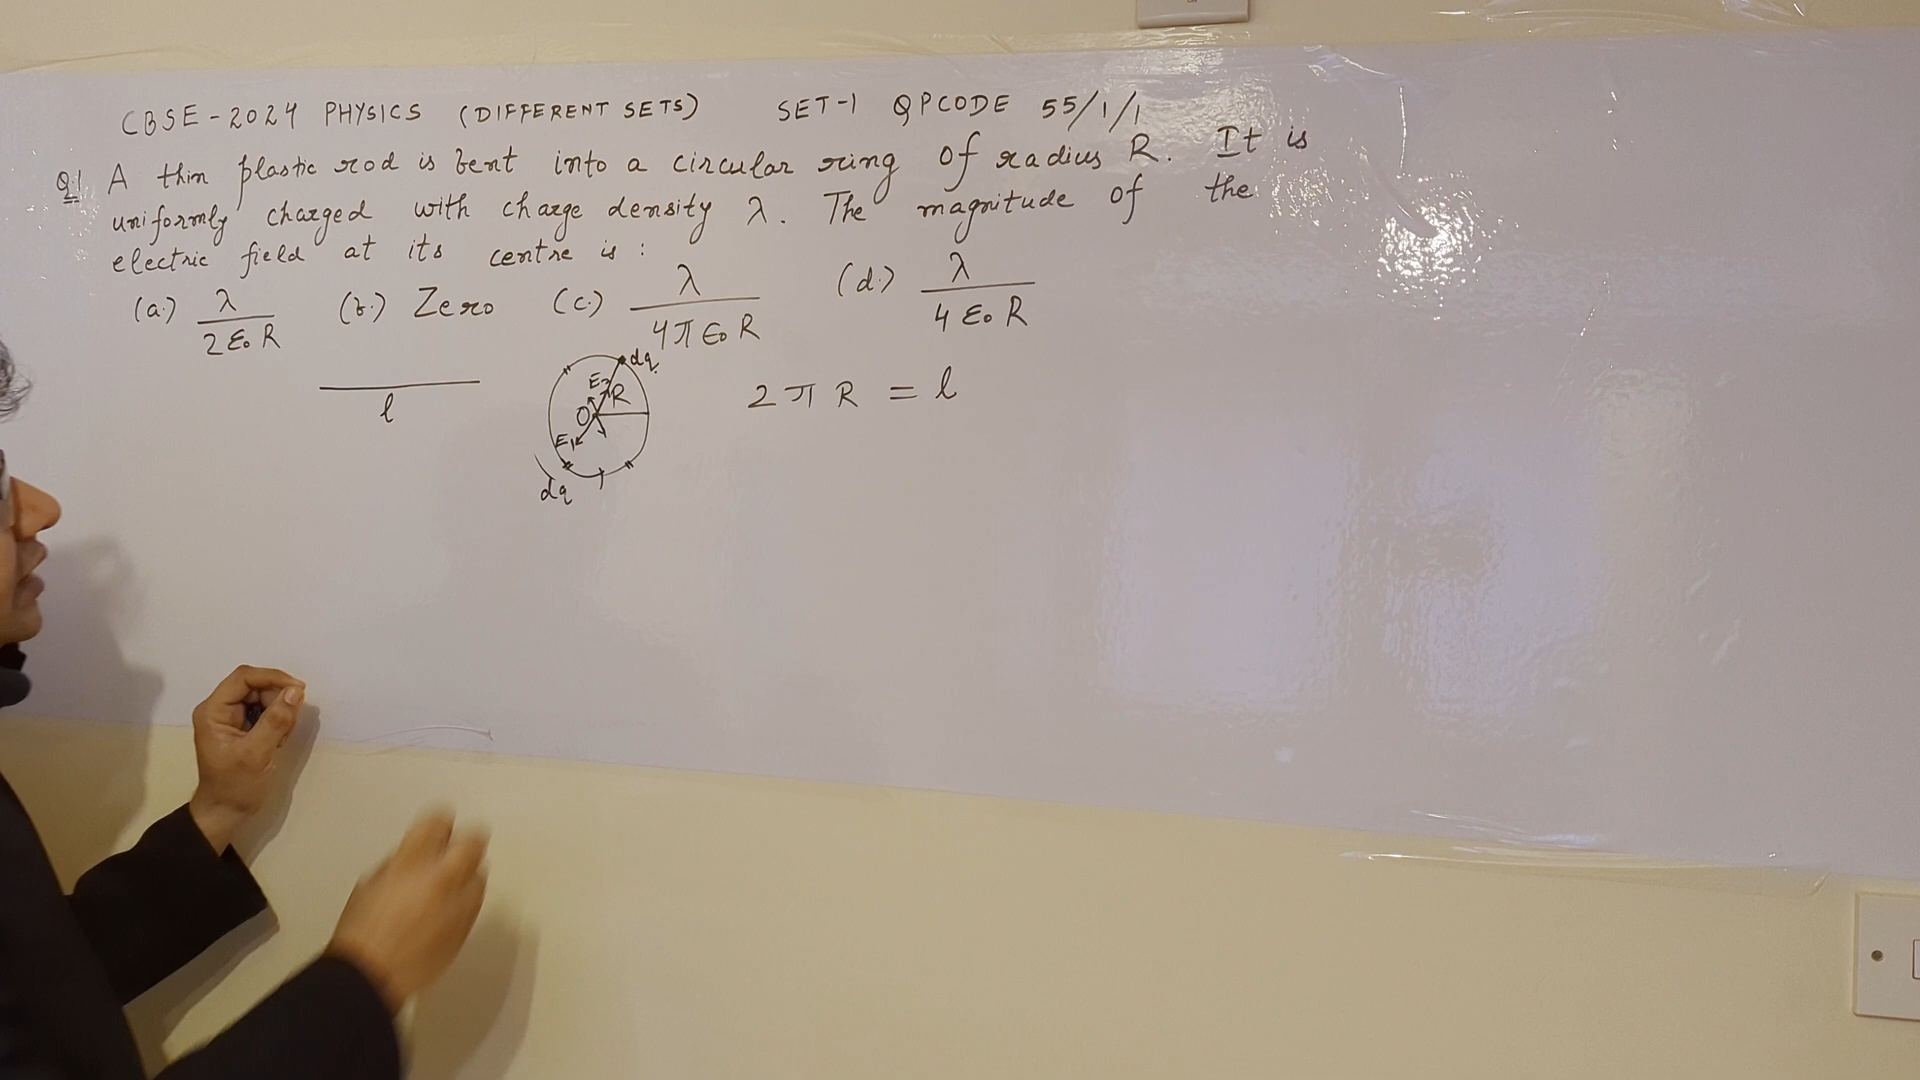 CBSE-2024 PHYSICS (DIFFERENT SETS) SET-1 QPCODE 55/1/1
Q.1 A thin plastic rod is bent into a circular ring of radius R. It is
uniformly charged with charge density λ. The magnitude of the
electric field at its centre is :
(a.) λ/2ε₀R (b.) Zero (c.) λ/4πε₀R (d.) λ/4ε₀R
l
dq
E₂
R
O
E₁
dq
2πR = l